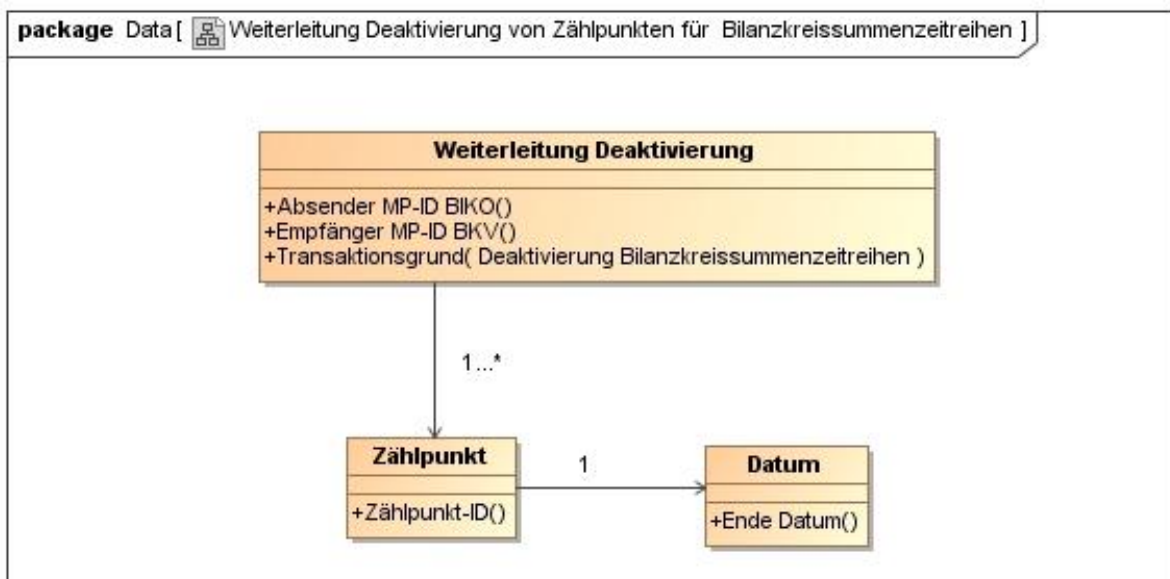 package Data [ Weiterleitung Deaktivierung von Zählpunkten für Bilanzkreissummenzeitreihen ]
Weiterleitung Deaktivierung
+Absender MP-ID BIKO()
+Empfänger MP-ID BKV()
+Transaktionsgrund( Deaktivierung Bilanzkreissummenzeitreihen )
1...*
Zählpunkt
+Zählpunkt-ID()
1
Datum
+Ende Datum()